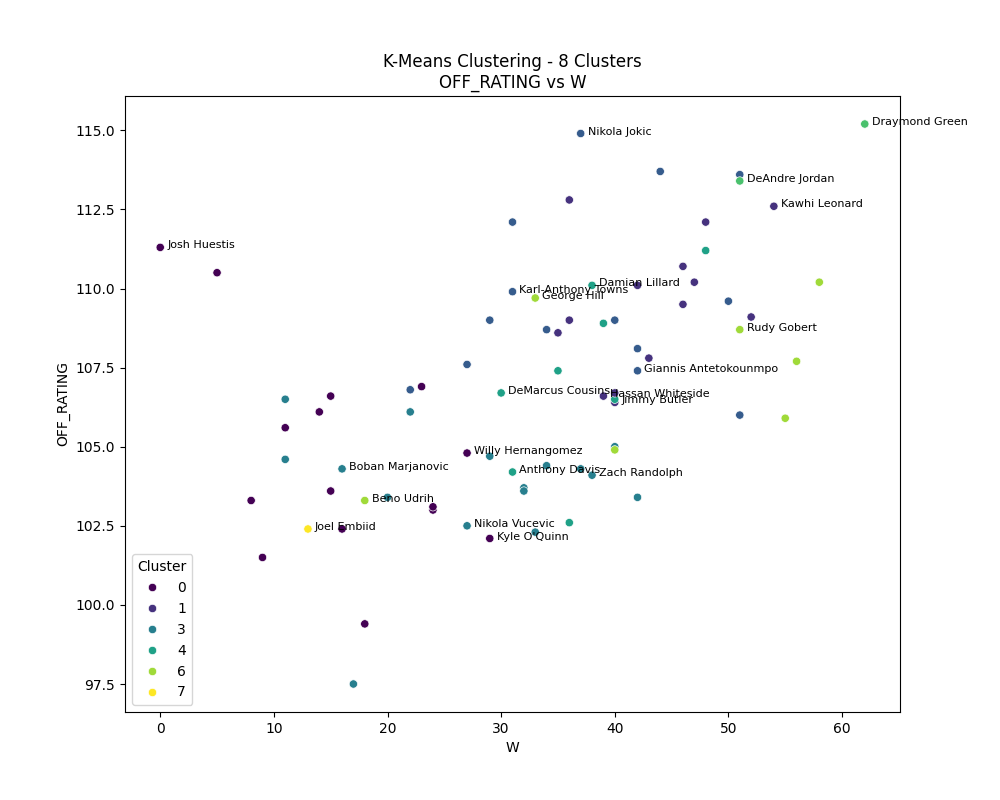 K-Means Clustering - 8 Clusters
OFF_RATING vs W
OFF_RATING
115.0
112.5
110.0
107.5
105.0
102.5
100.0
97.5
Draymond Green
Nikola Jokic
DeAndre Jordan
Kawhi Leonard
Josh Huestis
Damian Lillard
Karl-Anthony Towns
George Hill
Rudy Gobert
Giannis Antetokounmpo
DeMarcus Cousins
Hassan Whiteside
Jimmy Butler
Willy Hernangomez
Boban Marjanovic
Anthony Davis
Zach Randolph
Beno Udrih
Joel Embiid
Nikola Vucevic
Kyle O'Quinn
Cluster
0
1
3
4
6
7
0
10
20
30
40
50
60
W